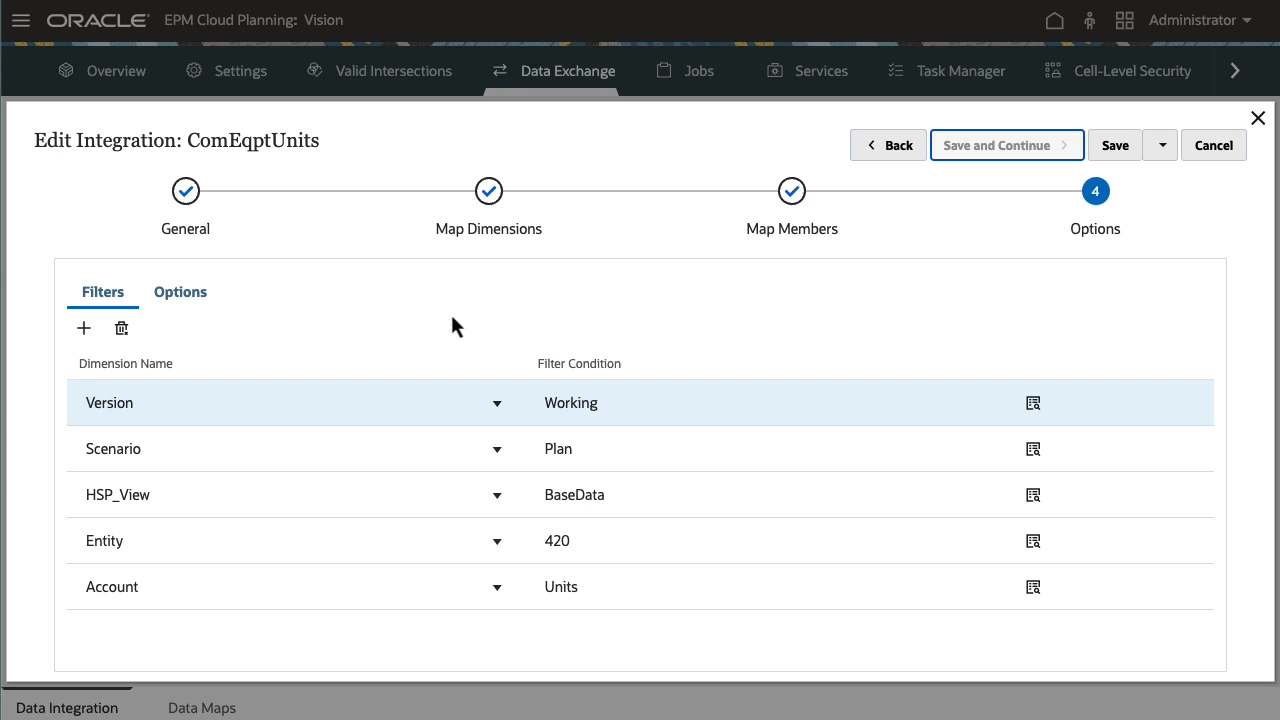 ORACLE EPM Cloud Planning: Vision Administrator
Overview Settings Valid Intersections Data Exchange Jobs Services Task Manager Cell-Level Security
Edit Integration: ComEqptUnits
Back Save and Continue Save Cancel
4
General Map Dimensions Map Members Options
Filters Options
Dimension Name Filter Condition
Version Working
Scenario Plan
HSP_View BaseData
Entity 420
Account Units
Data Integration Data Maps